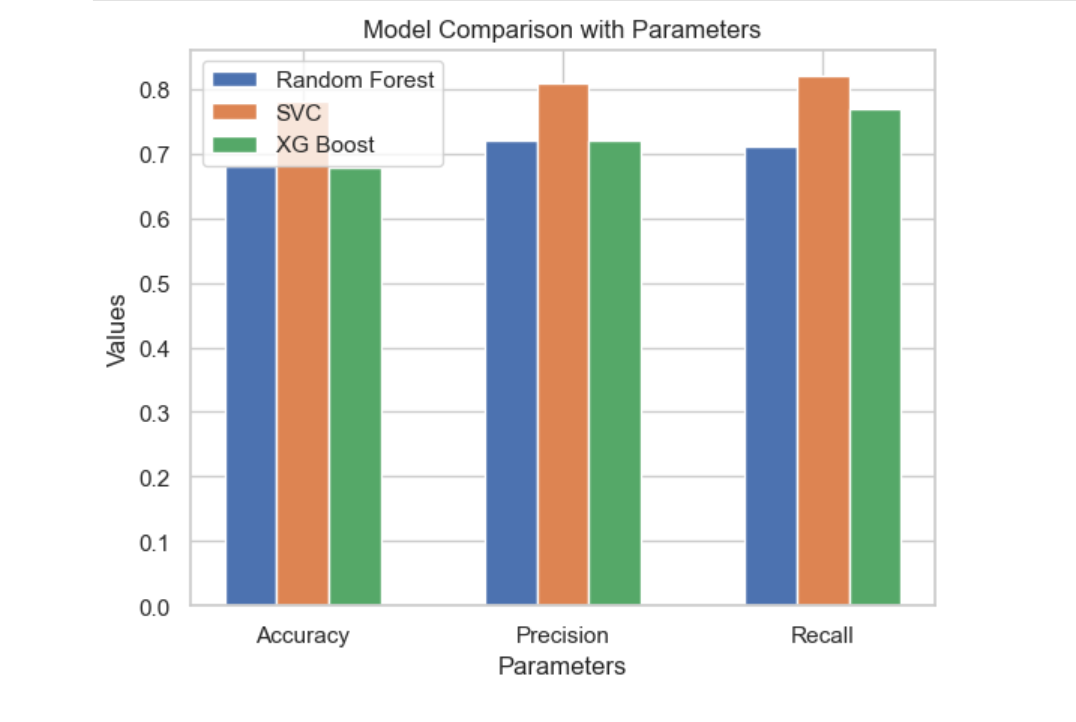 Model Comparison with Parameters
Random Forest
SVC
XG Boost
0.8
0.7
0.6
0.5
0.4
0.3
0.2
0.1
0.0
Values
Accuracy
Precision
Recall
Parameters